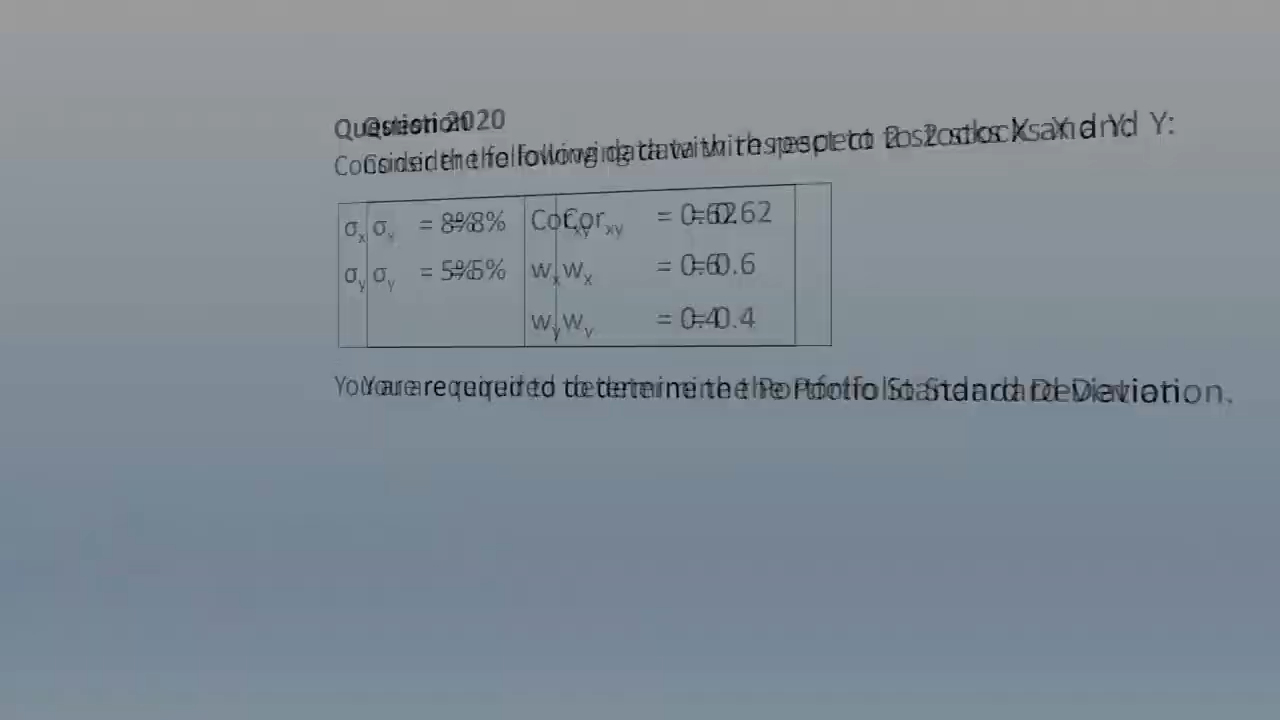 Question 20
Consider the following data with respect to 2 stocks X and Y:
σx = 8% Corxy = 0.62
σy = 5% wx = 0.6
wy = 0.4
You are required to determine the Portfolio Standard Deviation.